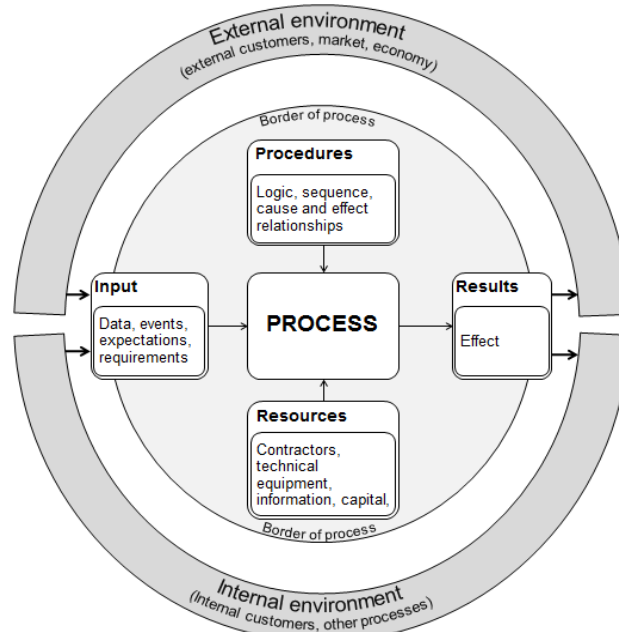 External environment
(external customers, market, economy)
Border of process
Procedures
Logic, sequence,
cause and effect
relationships
Input
Data, events,
expectations,
requirements
PROCESS
Results
Effect
Resources
Contractors,
technical
equipment,
information, capital,
Border of process
Internal environment
(Internal customers, other processes)